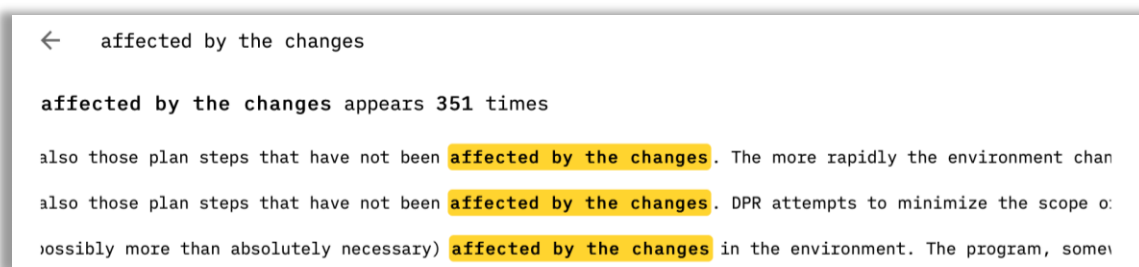 affected by the changes
affected by the changes appears 351 times
also those plan steps that have not been affected by the changes. The more rapidly the environment chan
also those plan steps that have not been affected by the changes. DPR attempts to minimize the scope
possibly more than absolutely necessary) affected by the changes in the environment. The program,